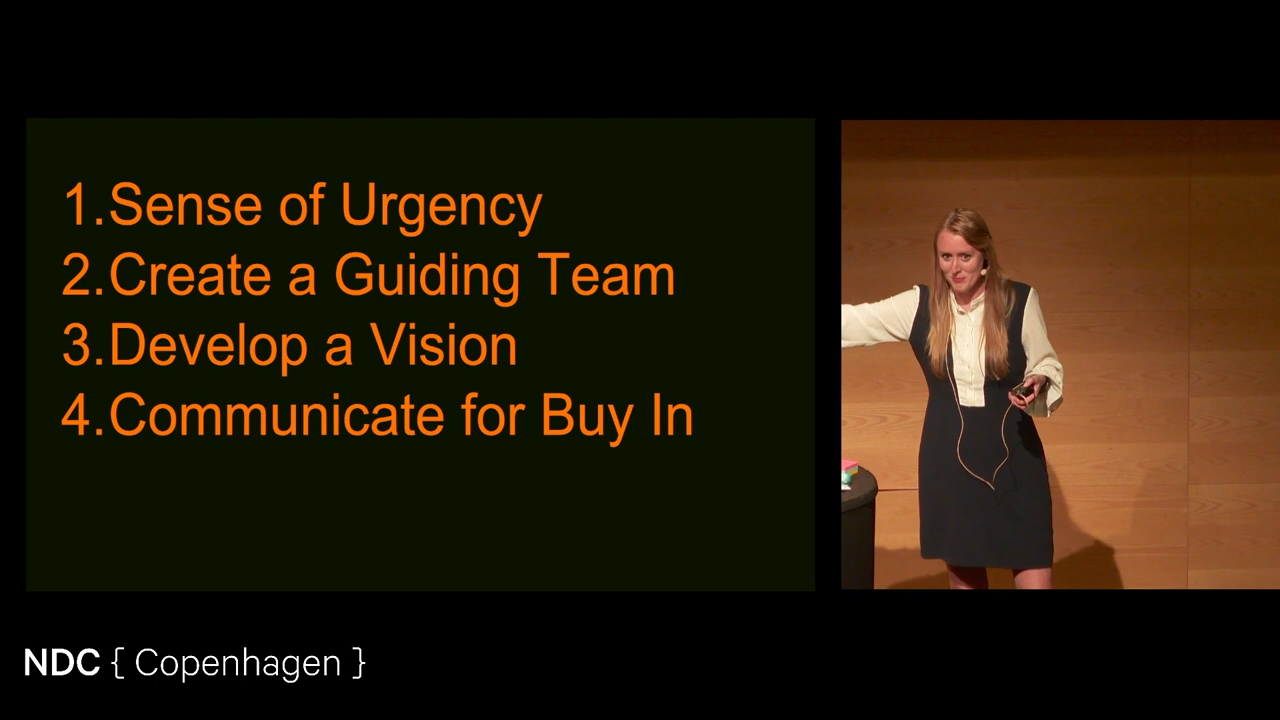 1.Sense of Urgency
2.Create a Guiding Team
3.Develop a Vision
4.Communicate for Buy In
NDC { Copenhagen }